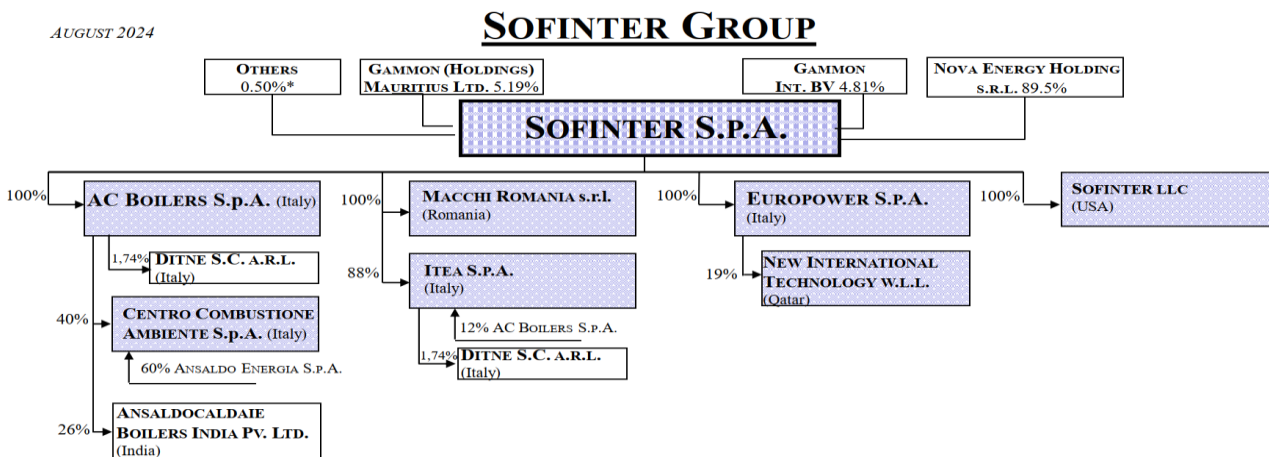 AUGUST 2024
SOFINTER GROUP
OTHERS
0.50%*
GAMMON (HOLDINGS)
MAURITIUS LTD. 5.19%
GAMMON
INT. BV 4.81%
NOVA ENERGY HOLDING
S.R.L. 89.5%
SOFINTER S.P.A.
100%
AC BOILERS S.p.A. (Italy)
1,74%
DITNE S.C. A.R.L.
(Italy)
40%
CENTRO COMBUSTIONE
AMBIENTE S.p.A. (Italy)
60% ANSALDO ENERGIA S.P.A.
26%
ANSALDOCALDAIE
BOILERS INDIA PV. LTD.
(India)
100%
MACCHI ROMANIA S.R.L.
(Romania)
88%
ITEA S.P.A.
(Italy)
12% AC BOILERS S.P.A.
1,74%
DITNE S.C. A.R.L.
(Italy)
100%
EUROPOWER S.P.A.
(Italy)
19%
NEW INTERNATIONAL
TECHNOLOGY W.L.L.
(Qatar)
100%
SOFINTER LLC
(USA)